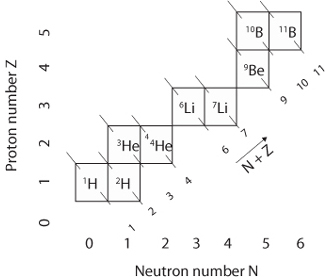 Proton number Z
5
4
3
2
1
0
¹⁰B ¹¹B
⁹Be
⁶Li ⁷Li
³He ⁴ ⁴He
¹H ²H
1
2
3
4
6
7
9
10
11
N + Z
0 1 2 3 4 5 6
Neutron number N